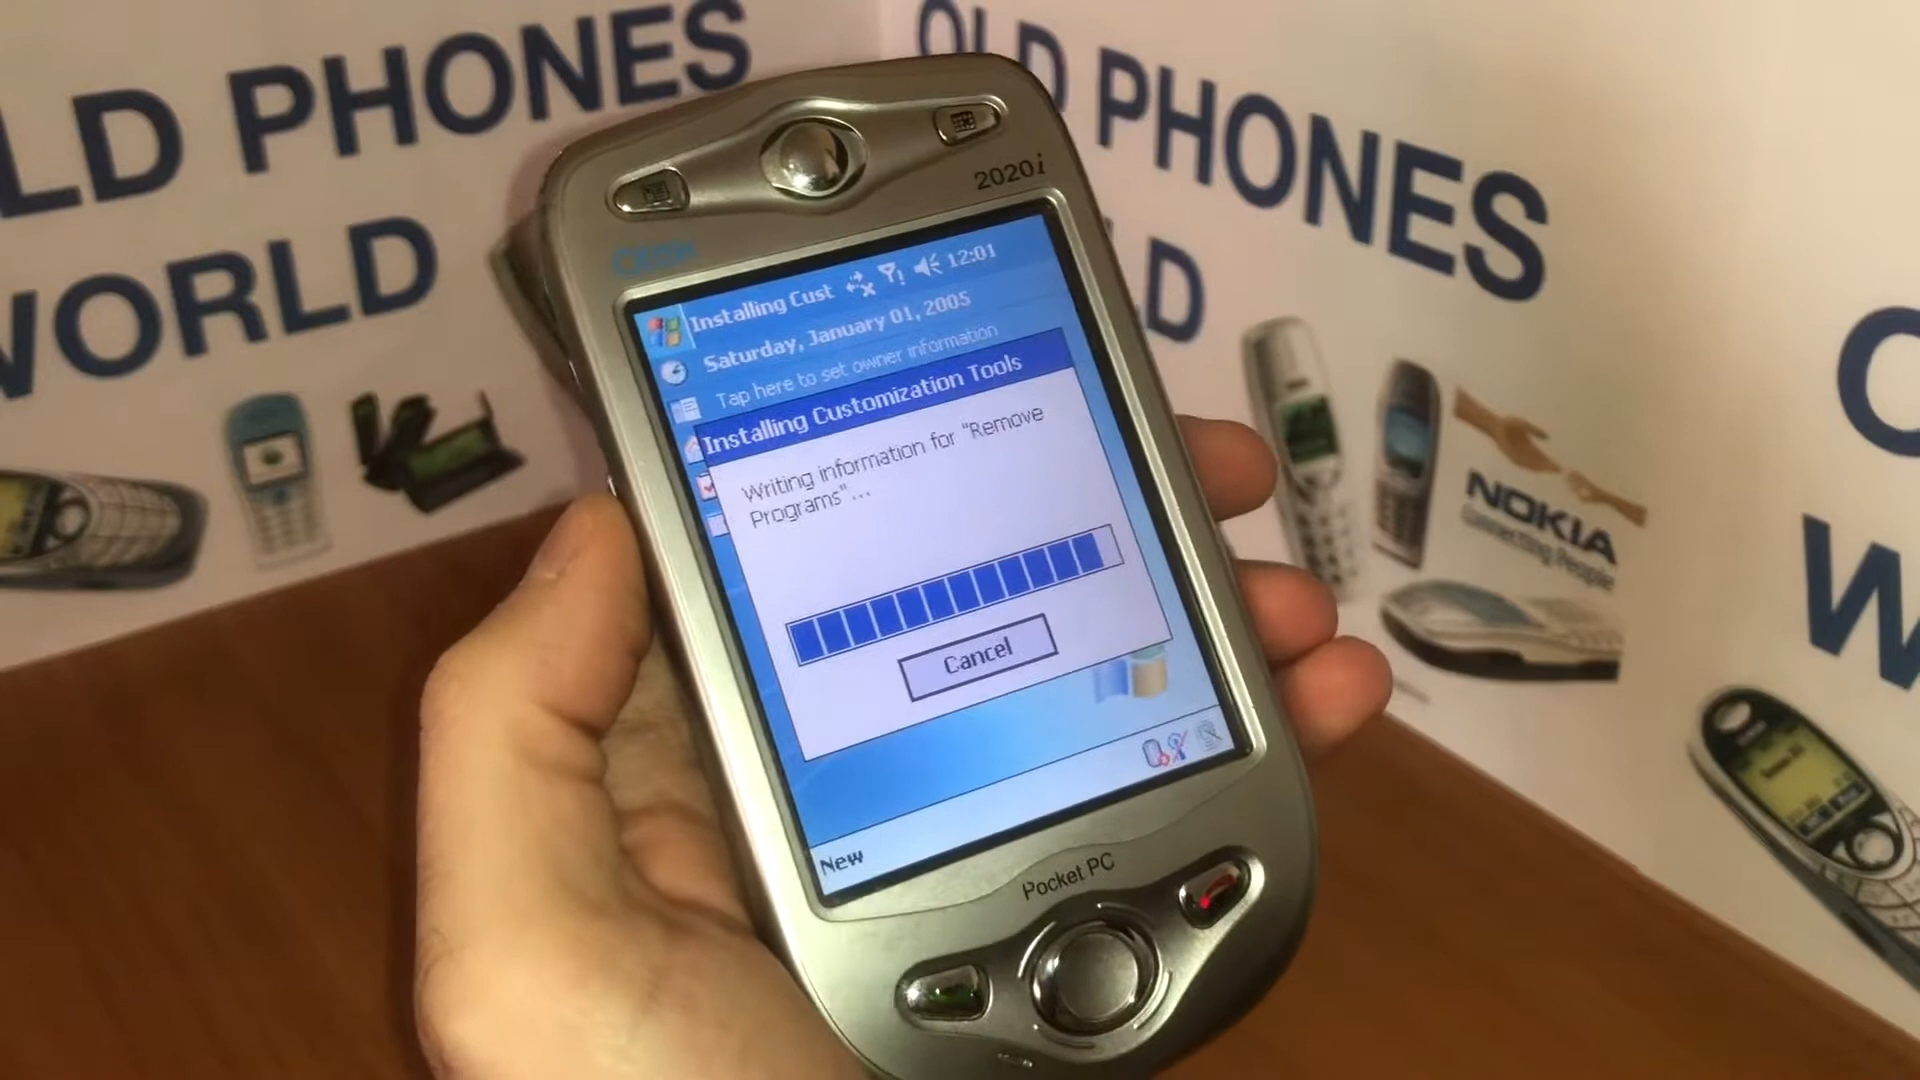 OLD PHONES
WORLD
OLD PHONES
2020i
Installing Cust
12:01
Saturday, January 01, 2005
Tap here to set owner information
Installing Customization Tools
Writing information for "Remove
Programs"...
Cancel
New
Pocket PC
NOKIA
Connecting People